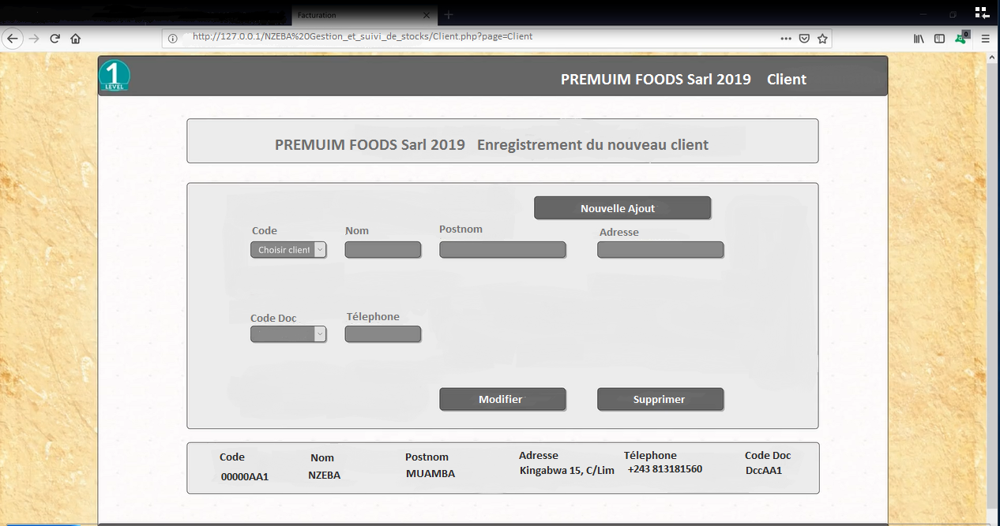 Facturation
http://127.0.0.1/NZEBA%20Gestion_et_suivi_de_stocks/Client.php?page=Client
0
1
LEVEL
PREMUIM FOODS Sarl 2019 Client
PREMUIM FOODS Sarl 2019 Enregistrement du nouveau client
Nouvelle Ajout
Code Nom Postnom Adresse
Choisir client
Code Doc Télephone
Modifier Supprimer
Code Nom Postnom Adresse Télephone Code Doc
00000AA1 NZEBA MUAMBA Kingabwa 15, C/Lim +243 813181560 DccAA1